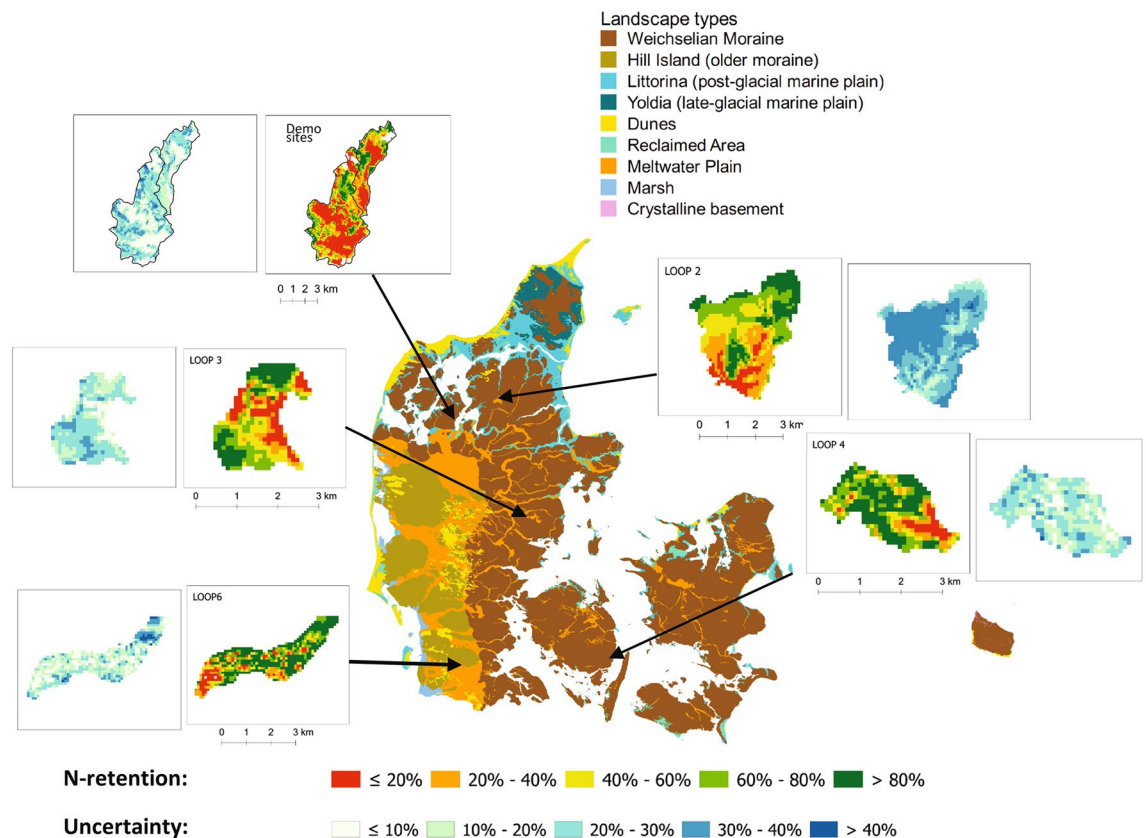 Landscape types
Weichselian Moraine
Hill Island (older moraine)
Littorina (post-glacial marine plain)
Yoldia (late-glacial marine plain)
Dunes
Reclaimed Area
Meltwater Plain
Marsh
Crystalline basement
Demo
sites
0 1 2 3 km
LOOP 2
0 1 2 3 km
LOOP 3
0 1 2 3 km
LOOP 4
0 1 2 3 km
LOOP6
0 1 2 3 km
N-retention: ≤ 20% 20% - 40% 40% - 60% 60% - 80% > 80%
Uncertainty: ≤ 10% 10% - 20% 20% - 30% 30% - 40% > 40%